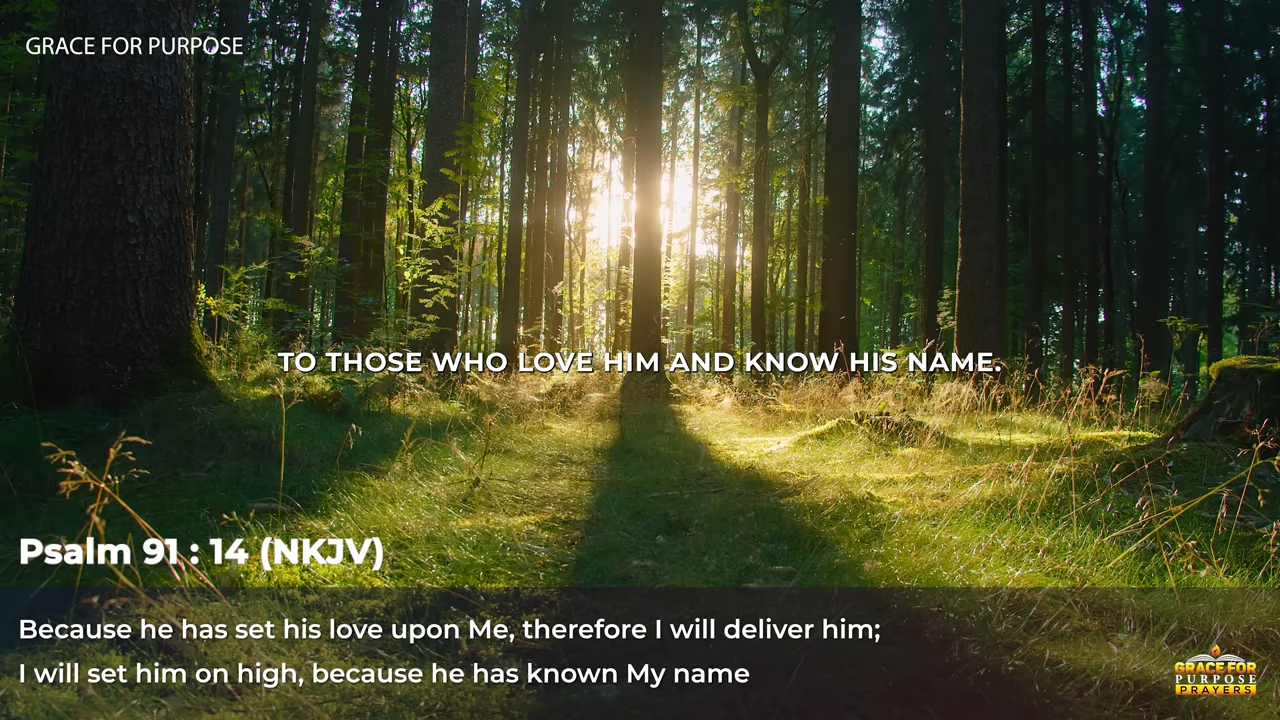 GRACE FOR PURPOSE
TO THOSE WHO LOVE HIM AND KNOW HIS NAME.
Psalm 91 : 14 (NKJV)
Because he has set his love upon Me, therefore I will deliver him;
I will set him on high, because he has known My name
GRACE FOR
PURPOSE
PRAYERS